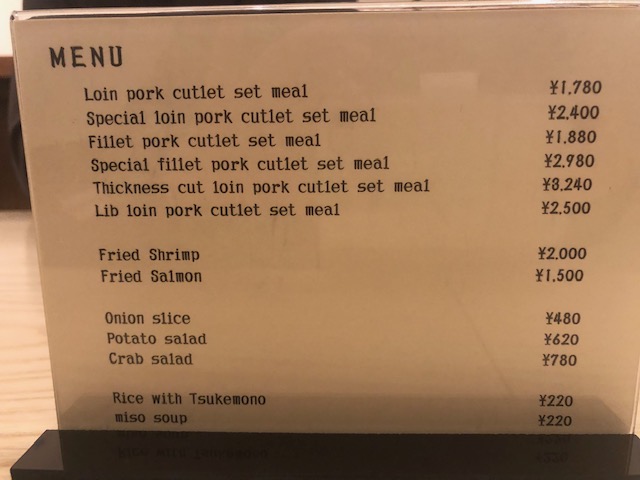 MENU
Loin pork cutlet set meal ¥1,780
Special loin pork cutlet set meal ¥2,400
Fillet pork cutlet set meal ¥1,880
Special fillet pork cutlet set meal ¥2,980
Thickness cut loin pork cutlet set meal ¥3,240
Lib loin pork cutlet set meal ¥2,500
Fried Shrimp ¥2,000
Fried Salmon ¥1,500
Onion slice ¥480
Potato salad ¥620
Crab salad ¥780
Rice with Tsukemono ¥220
miso soup ¥220